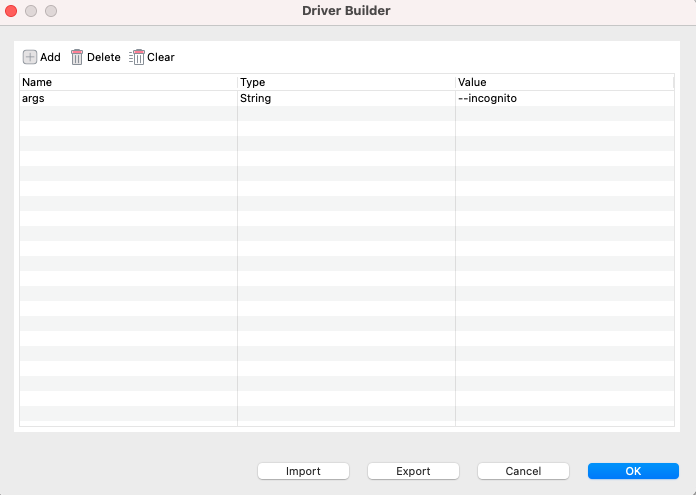 Driver Builder
Add Delete Clear
Name Type Value
args String --incognito
Import Export Cancel OK